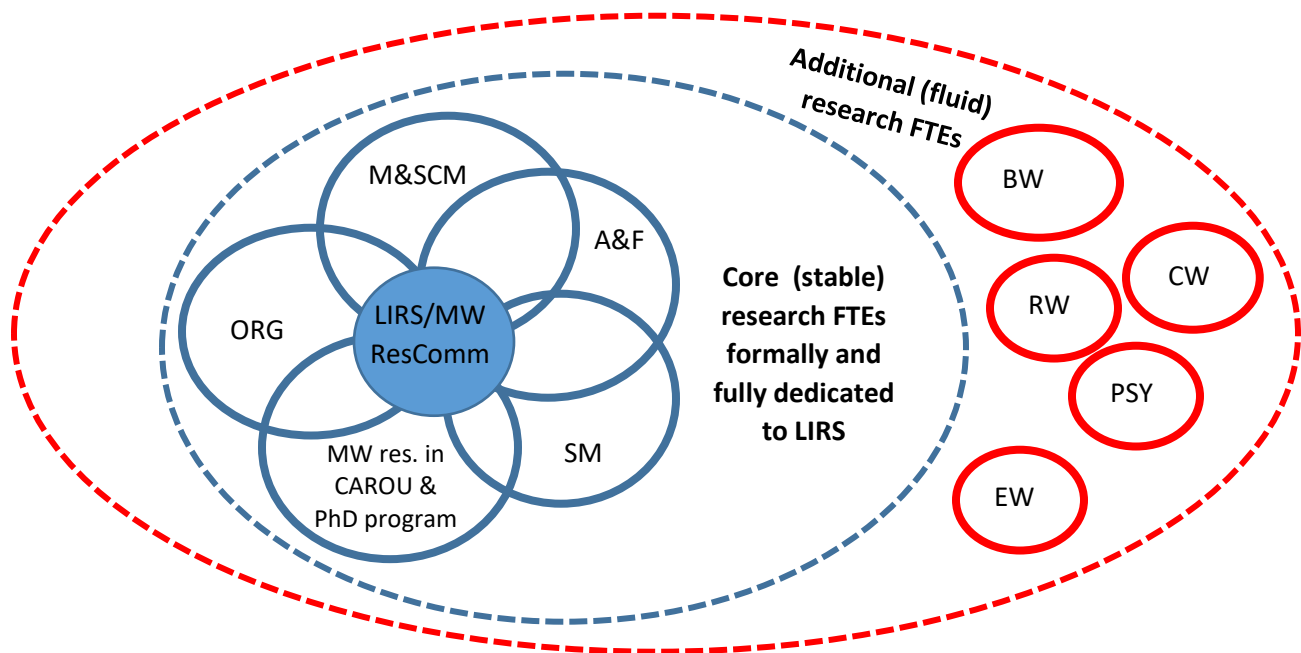 Additional (fluid)
research FTEs
M&SCM
A&F
ORG
LIRS/MW
ResComm
SM
MW res. in
CAROU &
PhD program
Core (stable)
research FTEs
formally and
fully dedicated
to LIRS
BW
CW
RW
PSY
EW